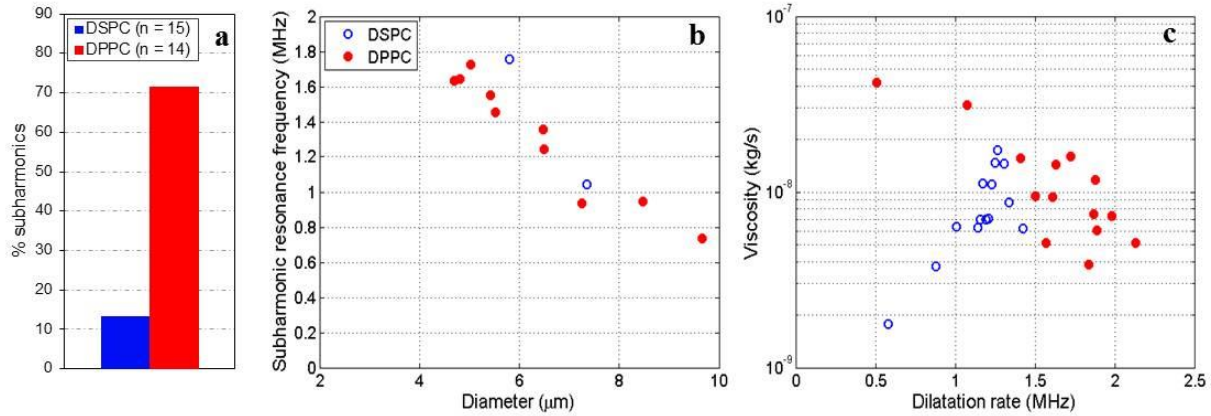 a
DSPC (n = 15)
DPPC (n = 14)
% subharmonics
90
80
70
60
50
40
30
20
10
0
b
DSPC
DPPC
Subharmonic resonance frequency (MHz)
2
1.8
1.6
1.4
1.2
1
0.8
0.6
0.4
0.2
0
2 4 6 8 10
Diameter (μm)
c
Viscosity (kg/s)
10⁻⁷
10⁻⁸
10⁻⁹
0 0.5 1 1.5 2 2.5
Dilatation rate (MHz)